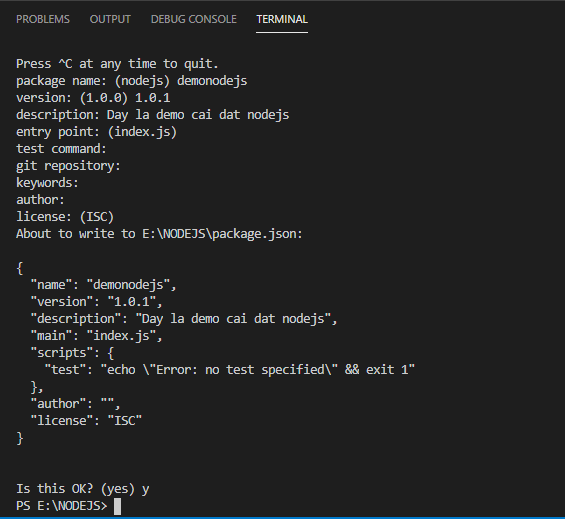 PROBLEMS OUTPUT DEBUG CONSOLE TERMINAL
Press ^C at any time to quit.
package name: (nodejs) demonodejs
version: (1.0.0) 1.0.1
description: Day la demo cai dat nodejs
entry point: (index.js)
test command:
git repository:
keywords:
author:
license: (ISC)
About to write to E:\NODEJS\package.json:
{
  "name": "demonodejs",
  "version": "1.0.1",
  "description": "Day la demo cai dat nodejs",
  "main": "index.js",
  "scripts": {
    "test": "echo \"Error: no test specified\" && exit 1"
  },
  "author": "",
  "license": "ISC"
}
Is this OK? (yes) y
PS E:\NODEJS>